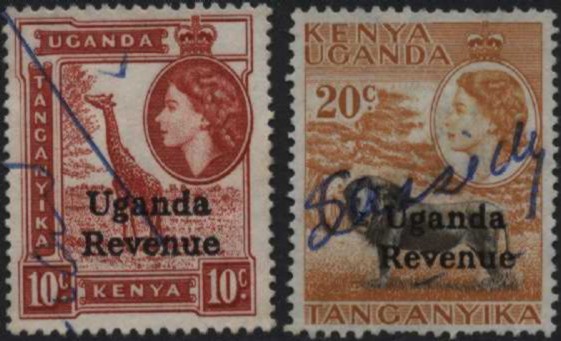 UGANDA
TANGANYIKA
Uganda
Revenue
10c.
KENYA
10c.
KENYA
UGANDA
20c.
Uganda
Revenue
TANGANYIKA